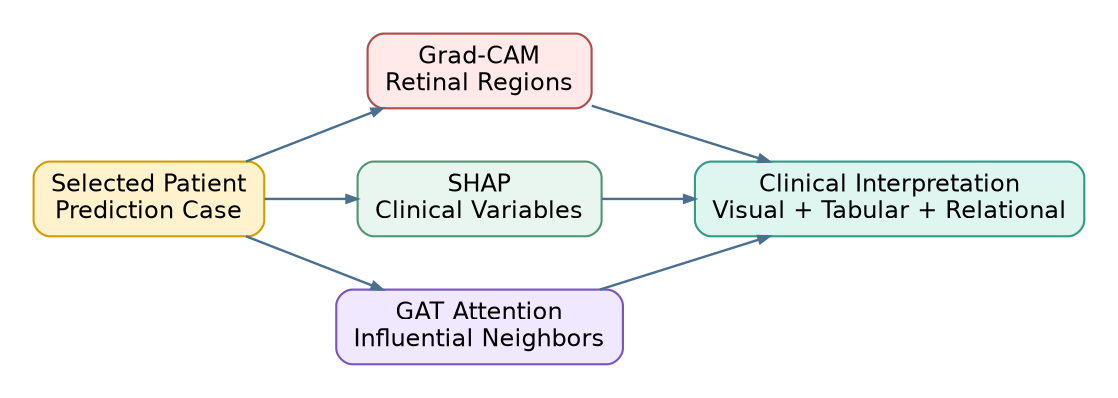 Grad-CAM
Retinal Regions
Selected Patient
Prediction Case
SHAP
Clinical Variables
Clinical Interpretation
Visual + Tabular + Relational
GAT Attention
Influential Neighbors